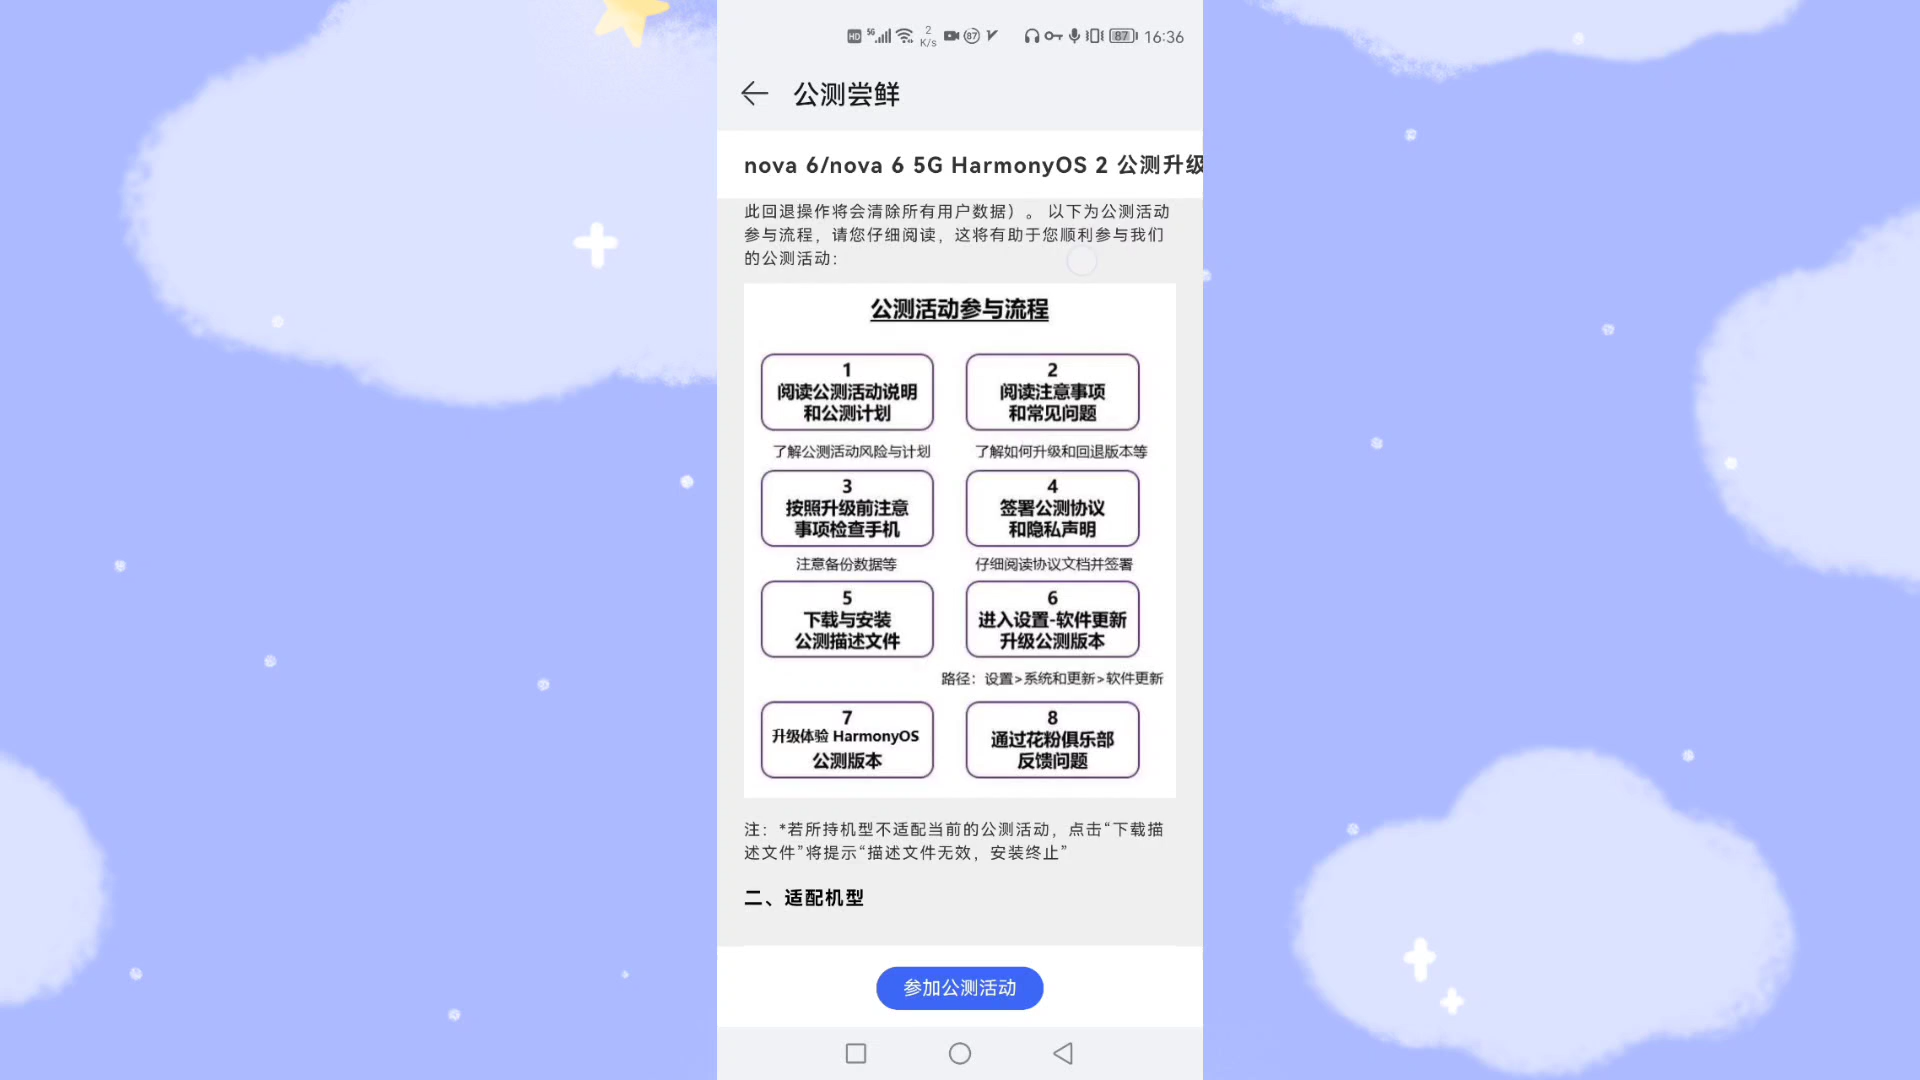 HD 5G 2 K/s 87 87 16:36
公测尝鲜
nova 6/nova 6 5G HarmonyOS 2 公测升级
此回退操作将会清除所有用户数据）。 以下为公测活动
参与流程，请您仔细阅读，这将有助于您顺利参与我们
的公测活动：
公测活动参与流程
1
阅读公测活动说明
和公测计划
了解公测活动风险与计划
2
阅读注意事项
和常见问题
了解如何升级和回退版本等
3
按照升级前注意
事项检查手机
注意备份数据等
4
签署公测协议
和隐私声明
仔细阅读协议文档并签署
5
下载与安装
公测描述文件
6
进入设置-软件更新
升级公测版本
路径：设置>系统和更新>软件更新
7
升级体验 HarmonyOS
公测版本
8
通过花粉俱乐部
反馈问题
注：*若所持机型不适配当前的公测活动，点击“下载描
述文件”将提示“描述文件无效，安装终止”
二、适配机型
参加公测活动